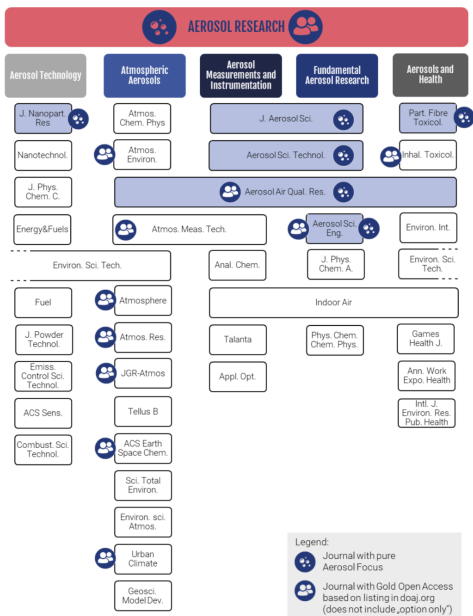 AEROSOL RESEARCH
Aerosol Technology
Atmospheric
Aerosols
Aerosol
Measurements and
Instrumentation
Fundamental
Aerosol Research
Aerosols and
Health
J. Nanopart.
Res
Atmos.
Chem. Phys
J. Aerosol Sci.
Part. Fibre
Toxicol.
Nanotechnol.
Atmos.
Environ.
Aerosol Sci. Technol.
Inhal. Toxicol.
J. Phys.
Chem. C.
Aerosol Air Qual. Res.
Energy&Fuels
Atmos. Meas. Tech.
Aerosol Sci.
Eng.
Environ. Int.
Environ. Sci. Tech.
Anal. Chem.
J. Phys.
Chem. A.
Environ. Sci.
Tech.
Fuel
Atmosphere
Indoor Air
J. Powder
Technol.
Atmos. Res.
Talanta
Phys. Chem.
Chem. Phys.
Games
Health J.
Emiss.
Control Sci.
Technol.
JGR-Atmos
Appl. Opt.
Ann. Work
Expo. Health
ACS Sens.
Tellus B
Intl. J.
Environ. Res.
Pub. Health
Combust. Sci.
Technol.
ACS Earth
Space Chem.
Sci. Total
Environ.
Environ. sci.
Atmos.
Urban
Climate
Geosci.
Model Dev.
Legend:
Journal with pure
Aerosol Focus
Journal with Gold Open Access
based on listing in doaj.org
(does not include „option only")